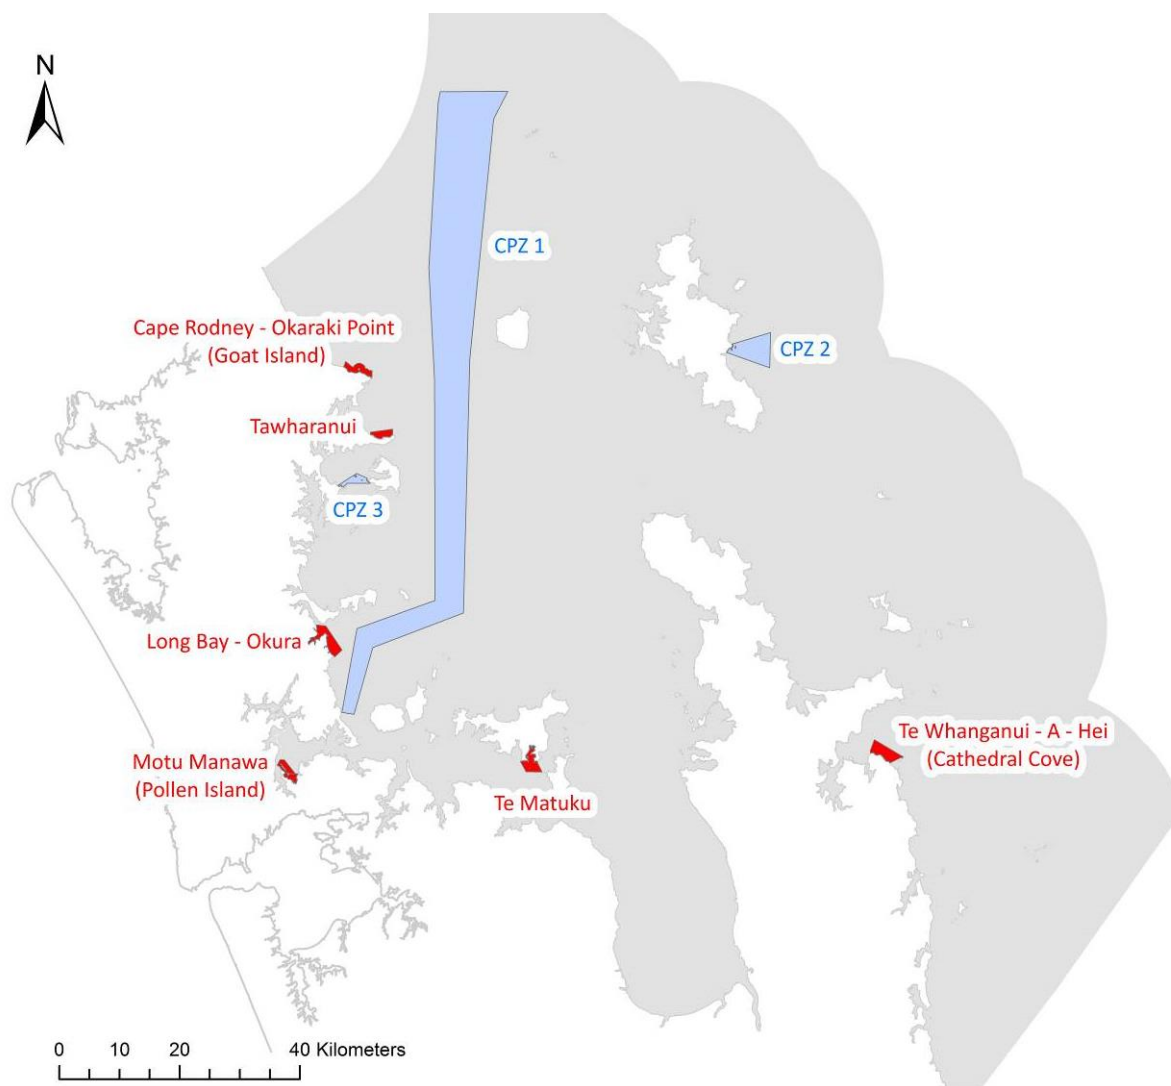 N
CPZ 1
Cape Rodney - Okaraki Point
(Goat Island)
CPZ 2
Tawharanui
CPZ 3
Long Bay - Okura
Te Whanganui - A - Hei
(Cathedral Cove)
Motu Manawa
(Pollen Island)
Te Matuku
0 10 20 40 Kilometers